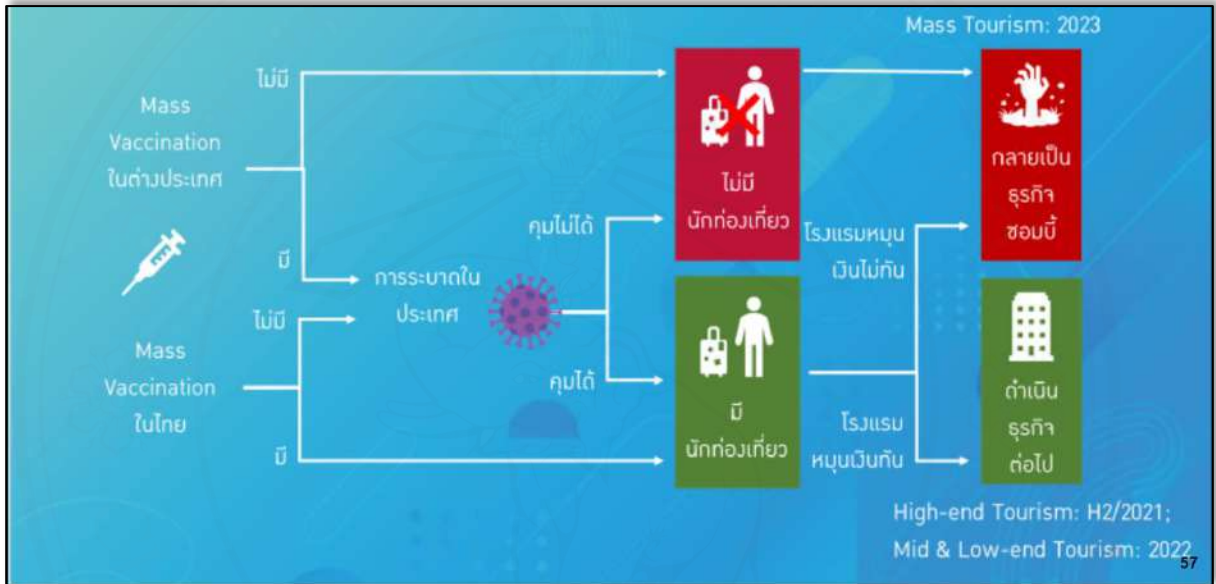 Mass Tourism: 2023
ไม่มี
Mass
Vaccination
ในต่างประเทศ
มี
ไม่มี
Mass
Vaccination
ในไทย
มี
การระบาดใน
ประเทศ
คุมไม่ได้
คุมได้
ไม่มี
นักท่องเที่ยว
มี
นักท่องเที่ยว
โรงแรมหมุน
เงินไม่ทัน
โรงแรม
หมุนเงินทัน
กลายเป็น
ธุรกิจ
ซอมบี้
ดำเนิน
ธุรกิจ
ต่อไป
High-end Tourism: H2/2021;
Mid & Low-end Tourism: 2022
57